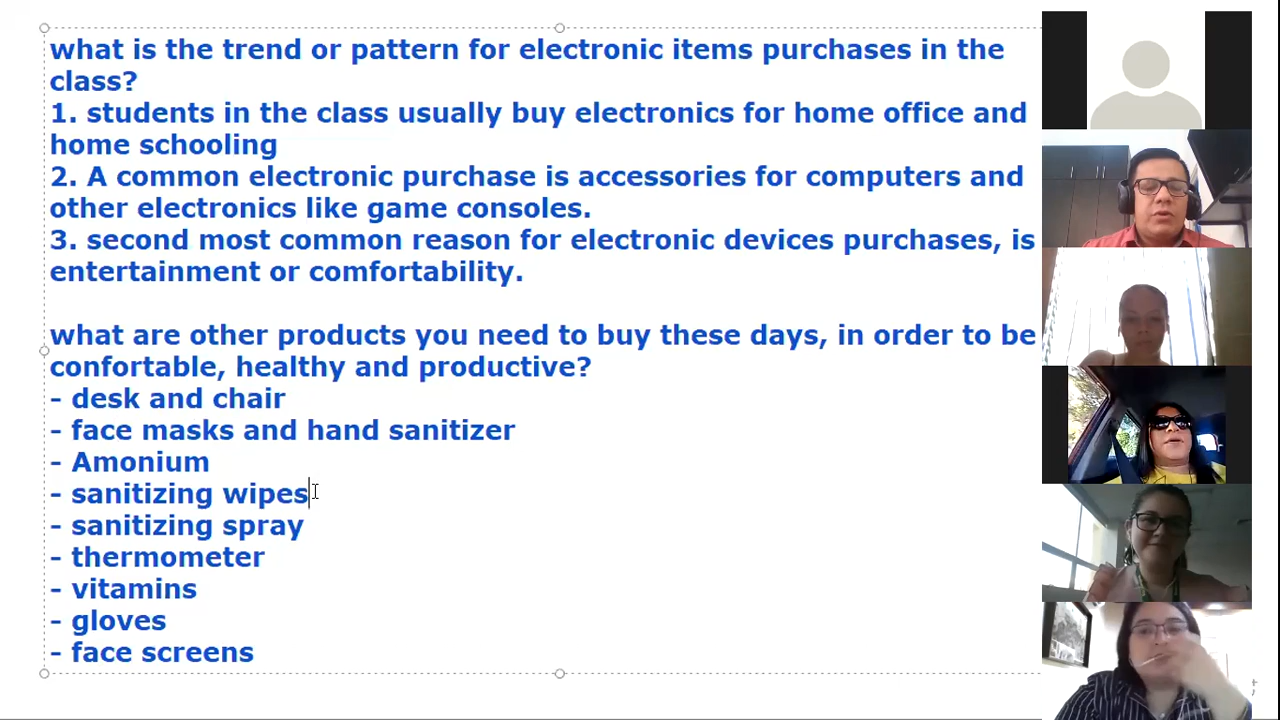 what is the trend or pattern for electronic items purchases in the
class?
1. students in the class usually buy electronics for home office and
home schooling
2. A common electronic purchase is accessories for computers and
other electronics like game consoles.
3. second most common reason for electronic devices purchases, is
entertainment or comfortability.
what are other products you need to buy these days, in order to be
confortable, healthy and productive?
- desk and chair
- face masks and hand sanitizer
- Amonium
- sanitizing wipes
- sanitizing spray
- thermometer
- vitamins
- gloves
- face screens